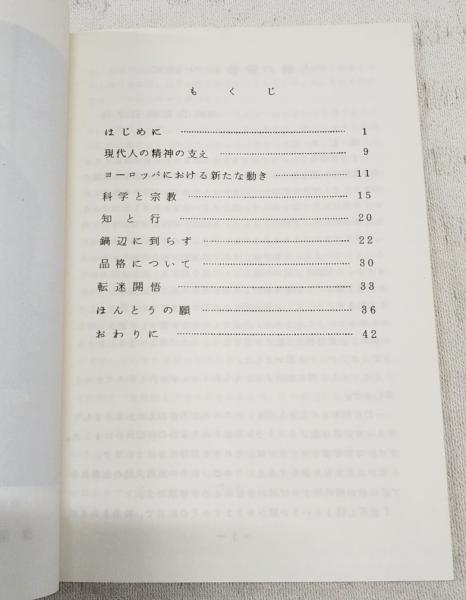 もくじ
はじめに 1
現代人の精神の支え 9
ヨーロッパにおける新たな動き 11
科学と宗教 15
知と行 20
鍋辺に到らず 22
品格について 30
転迷開悟 33
ほんとうの願 36
おわりに 42